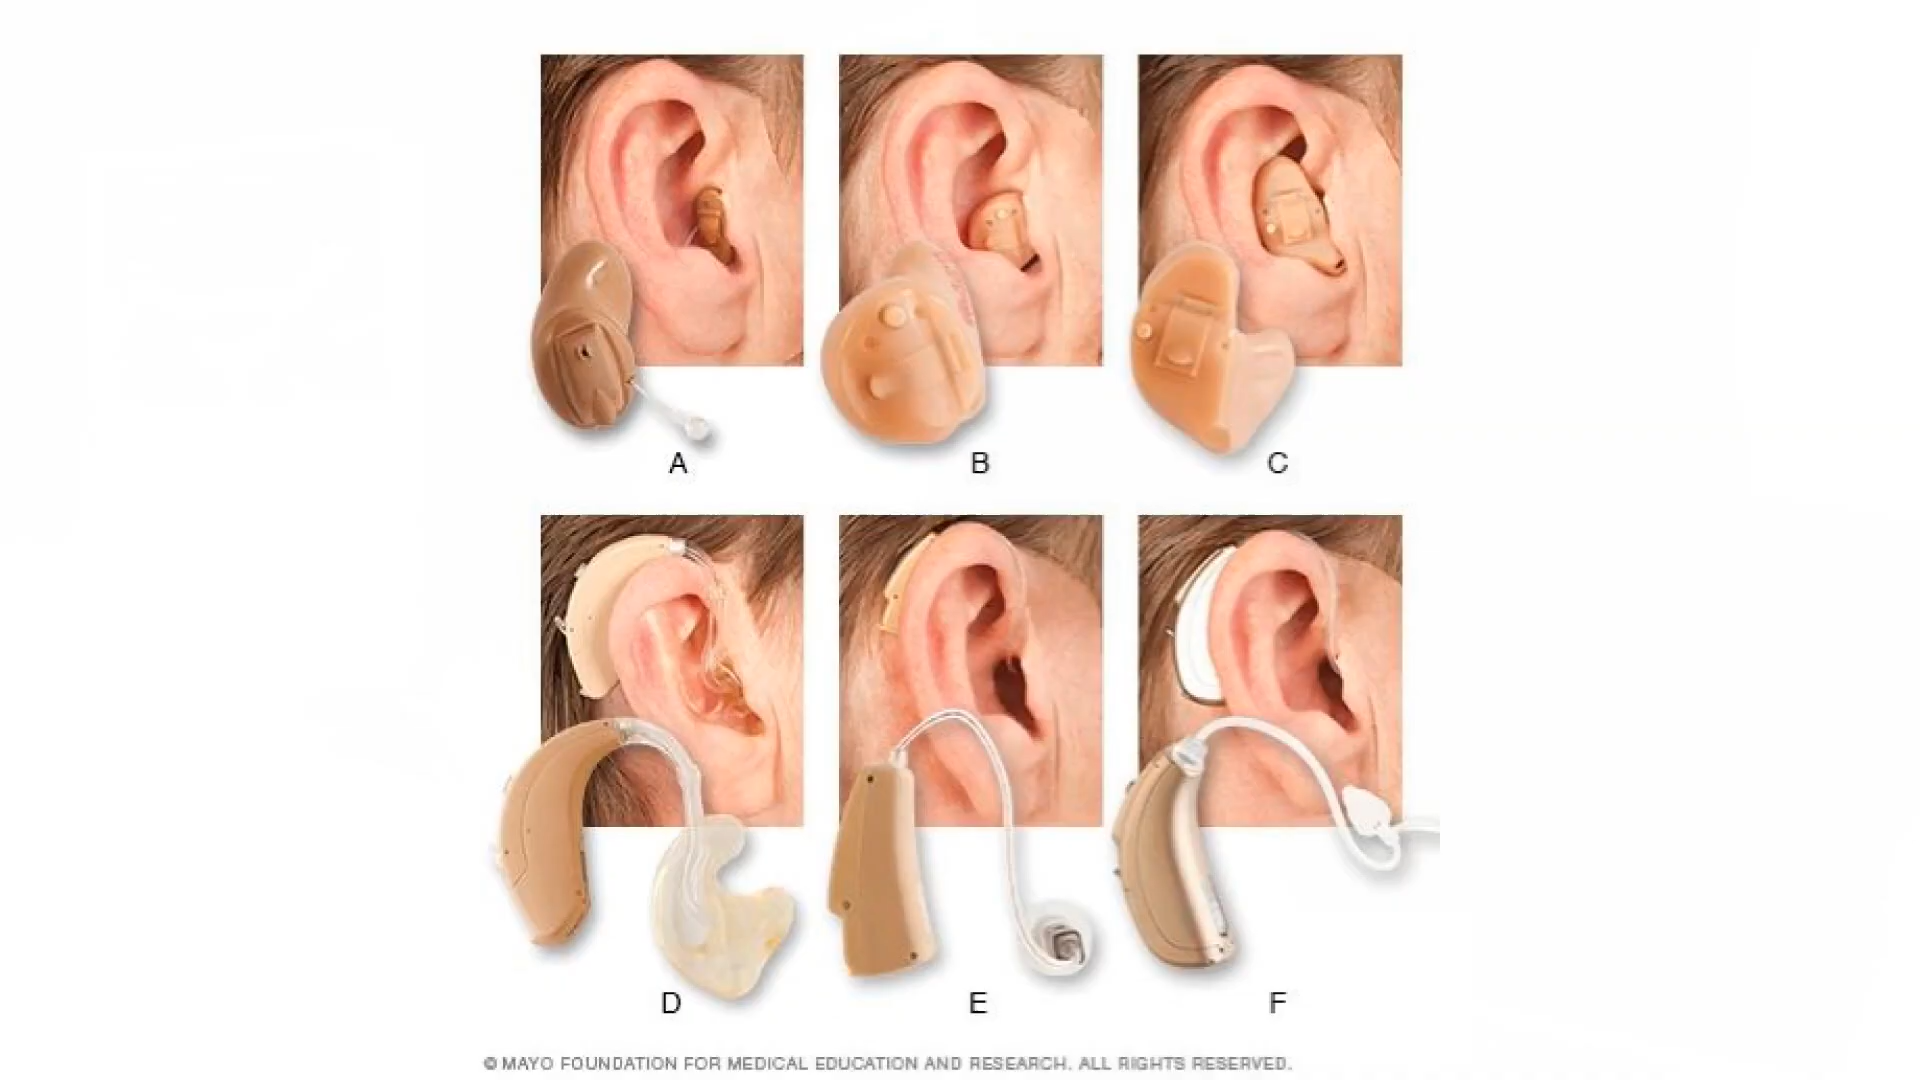 A
B
C
D
E
F
© MAYO FOUNDATION FOR MEDICAL EDUCATION AND RESEARCH. ALL RIGHTS RESERVED.